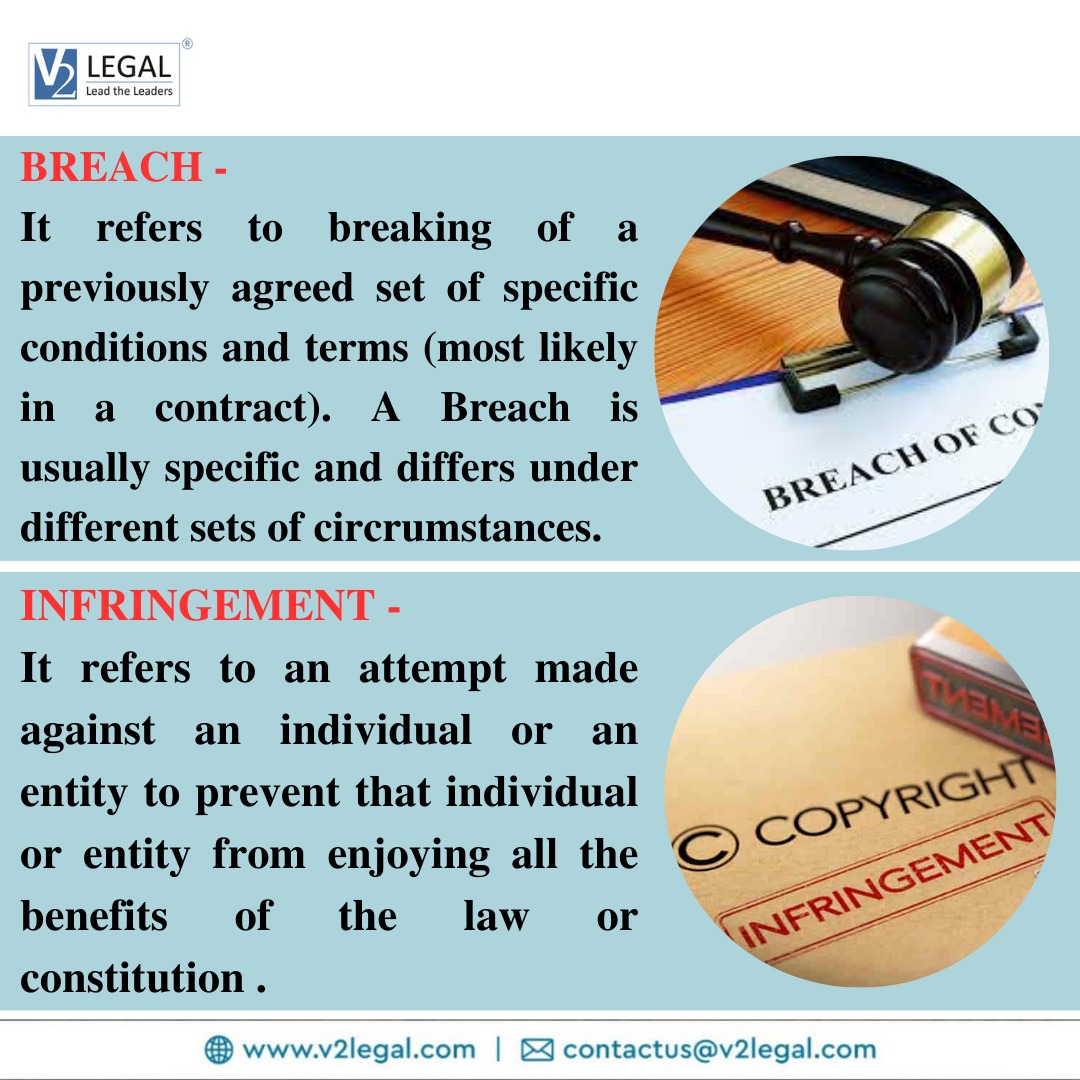 V2 LEGAL ®
Lead the Leaders
BREACH -
It refers to breaking of a
previously agreed set of specific
conditions and terms (most likely
in a contract). A Breach is
usually specific and differs under
different sets of circrumstances.
BREACH OF CO
INFRINGEMENT -
It refers to an attempt made
against an individual or an
entity to prevent that individual
or entity from enjoying all the
benefits of the law or
constitution .
© COPYRIGHT
INFRINGEMENT
www.v2legal.com | contactus@v2legal.com